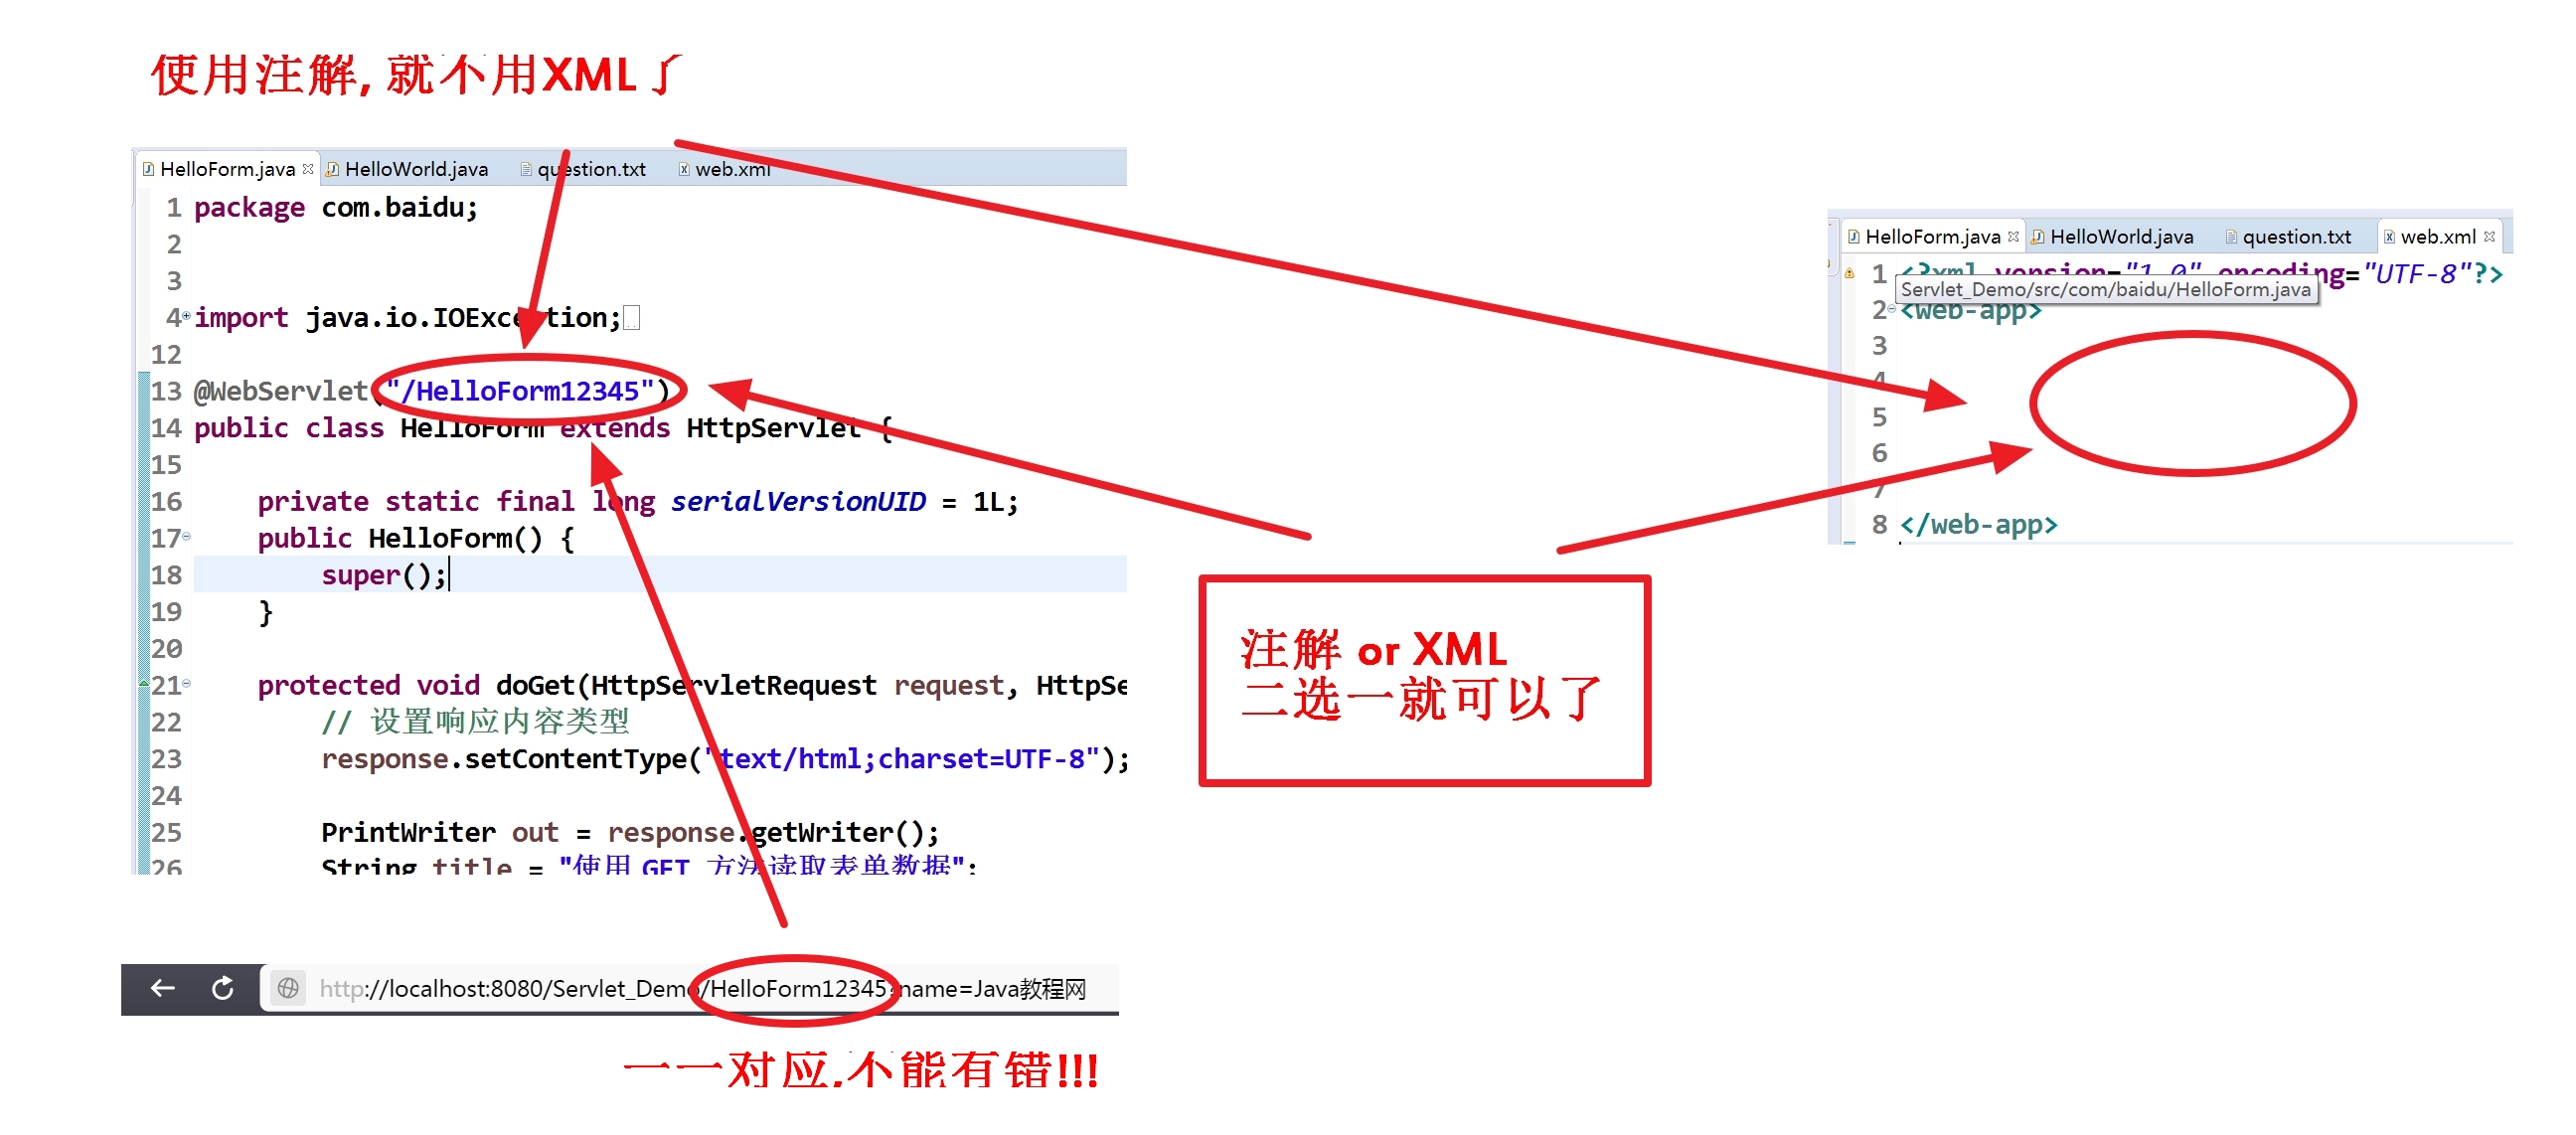 使用注解, 就不用XML了
HelloForm.java HelloWorld.java question.txt web.xml
1 package com.baidu;
2
3
4 import java.io.IOException;
12
13 @WebServlet("/HelloForm12345")
14 public class HelloForm extends HttpServlet {
15
16 private static final long serialVersionUID = 1L;
17 public HelloForm() {
18 super();
19 }
20
21 protected void doGet(HttpServletRequest request, HttpSe
22 // 设置响应内容类型
23 response.setContentType("text/html;charset=UTF-8");
24
25 PrintWriter out = response.getWriter();
26 String title = "使用 GET 方法读取表单数据";
HelloForm.java HelloWorld.java question.txt web.xml
1 <?xml version="1.0" encoding="UTF-8"?>
Servlet_Demo/src/com/baidu/HelloForm.java
2 <web-app>
3
4
5
6
7
8 </web-app>
注解 or XML
二选一就可以了
http://localhost:8080/Servlet_Demo/HelloForm12345?name=Java教程网
一一对应,不能有错!!!